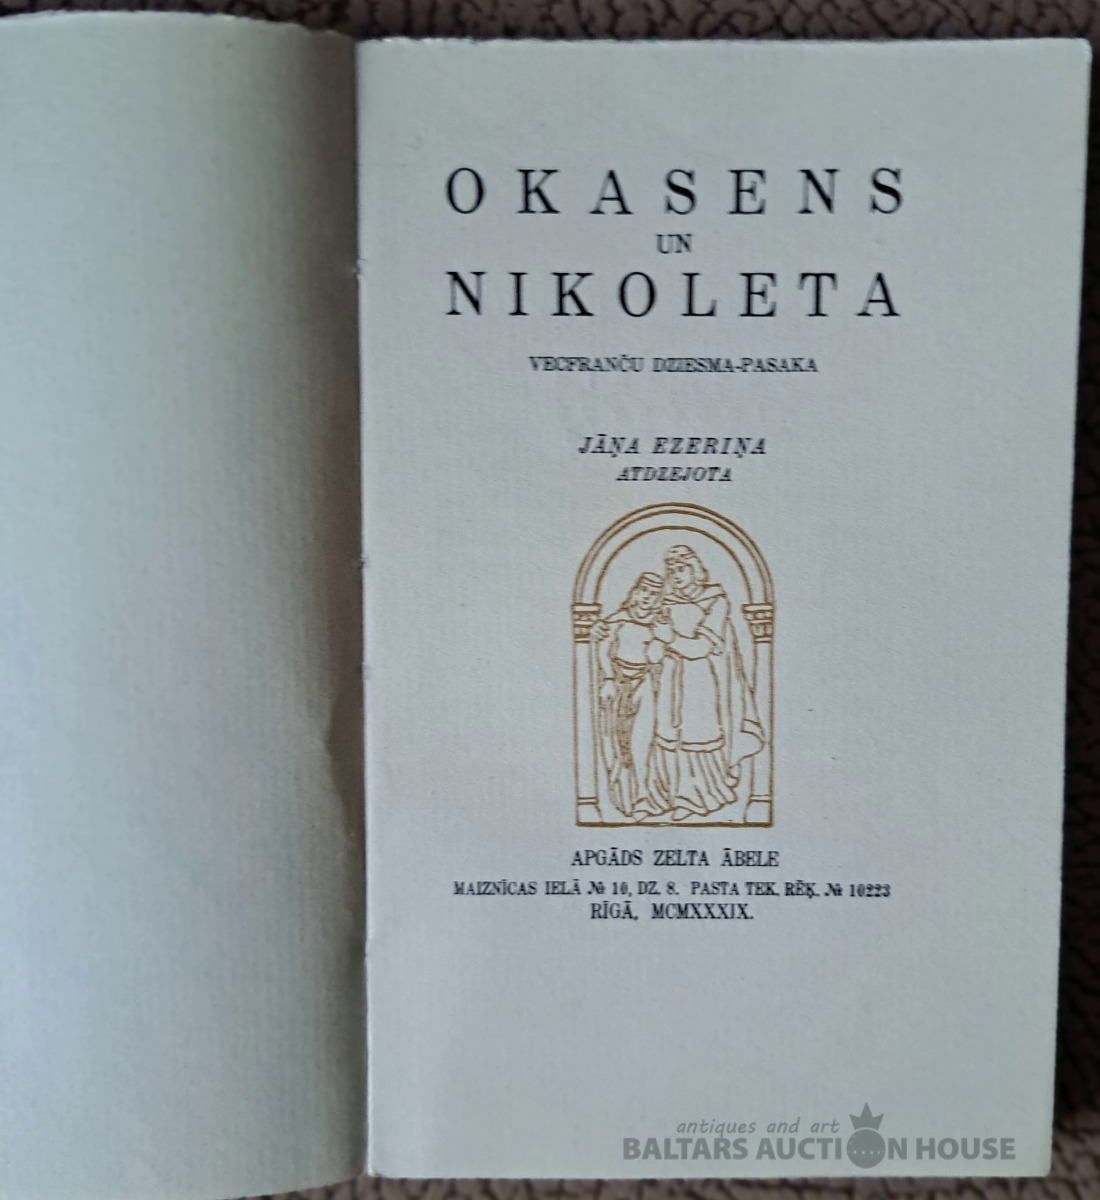 OKASENS
UN
NIKOLETA
VECFRANČU DZIESMA-PASAKA
JĀŅA EZERIŅA
ATDZEJOTA
APGĀDS ZELTA ĀBELE
MAIZNĪCAS IELĀ № 10, DZ. 8. PASTA TEK. RĒĶ. № 10223
RĪGĀ, MCMXXXIX.
antiques and art
BALTARS AUCTION HOUSE